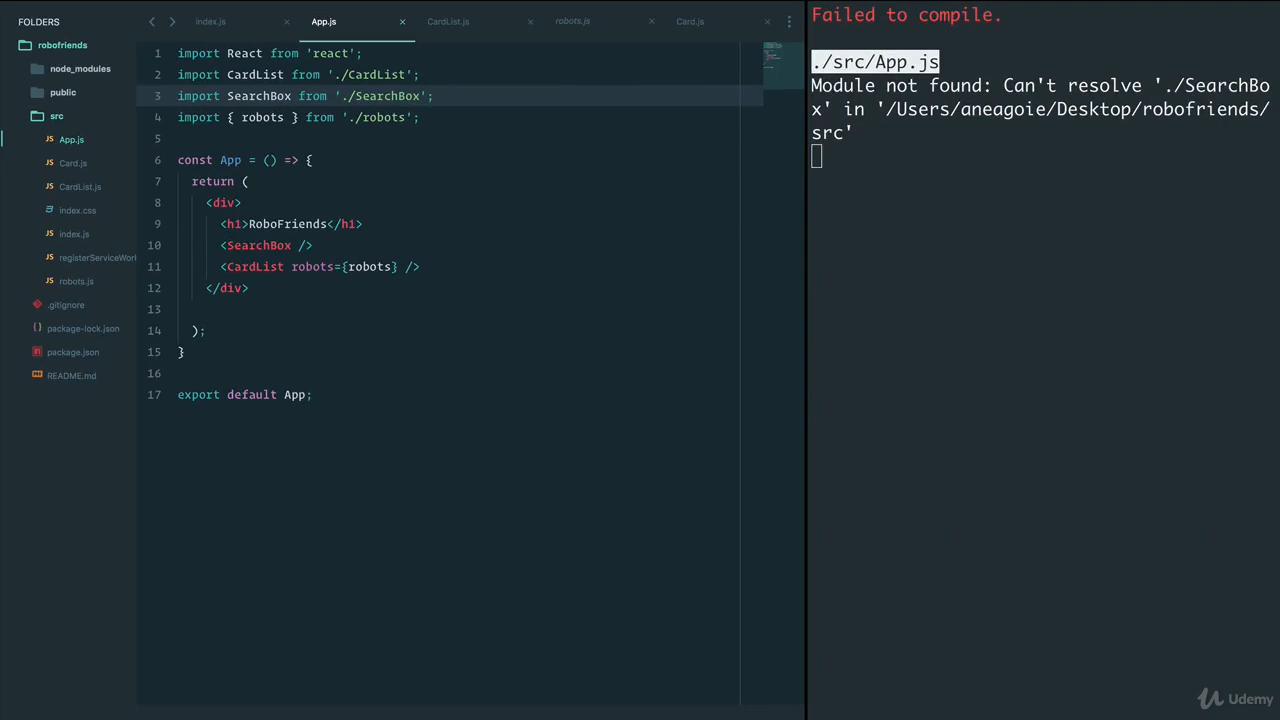 FOLDERS
robofriends
node_modules
public
src
JS App.js
JS Card.js
JS CardList.js
index.css
JS index.js
JS registerServiceWork
JS robots.js
.gitignore
package-lock.json
package.json
README.md
index.js
App.js
CardList.js
robots.js
Card.js
1 import React from 'react';
2 import CardList from './CardList';
3 import SearchBox from './SearchBox';
4 import { robots } from './robots';
5
6 const App = () => {
7 return (
8 <div>
9 <h1>RoboFriends</h1>
10 <SearchBox />
11 <CardList robots={robots} />
12 </div>
13
14 );
15 }
16
17 export default App;
Failed to compile.
./src/App.js
Module not found: Can't resolve './SearchBo
x' in '/Users/aneagoie/Desktop/robofriends/
src'
Udemy